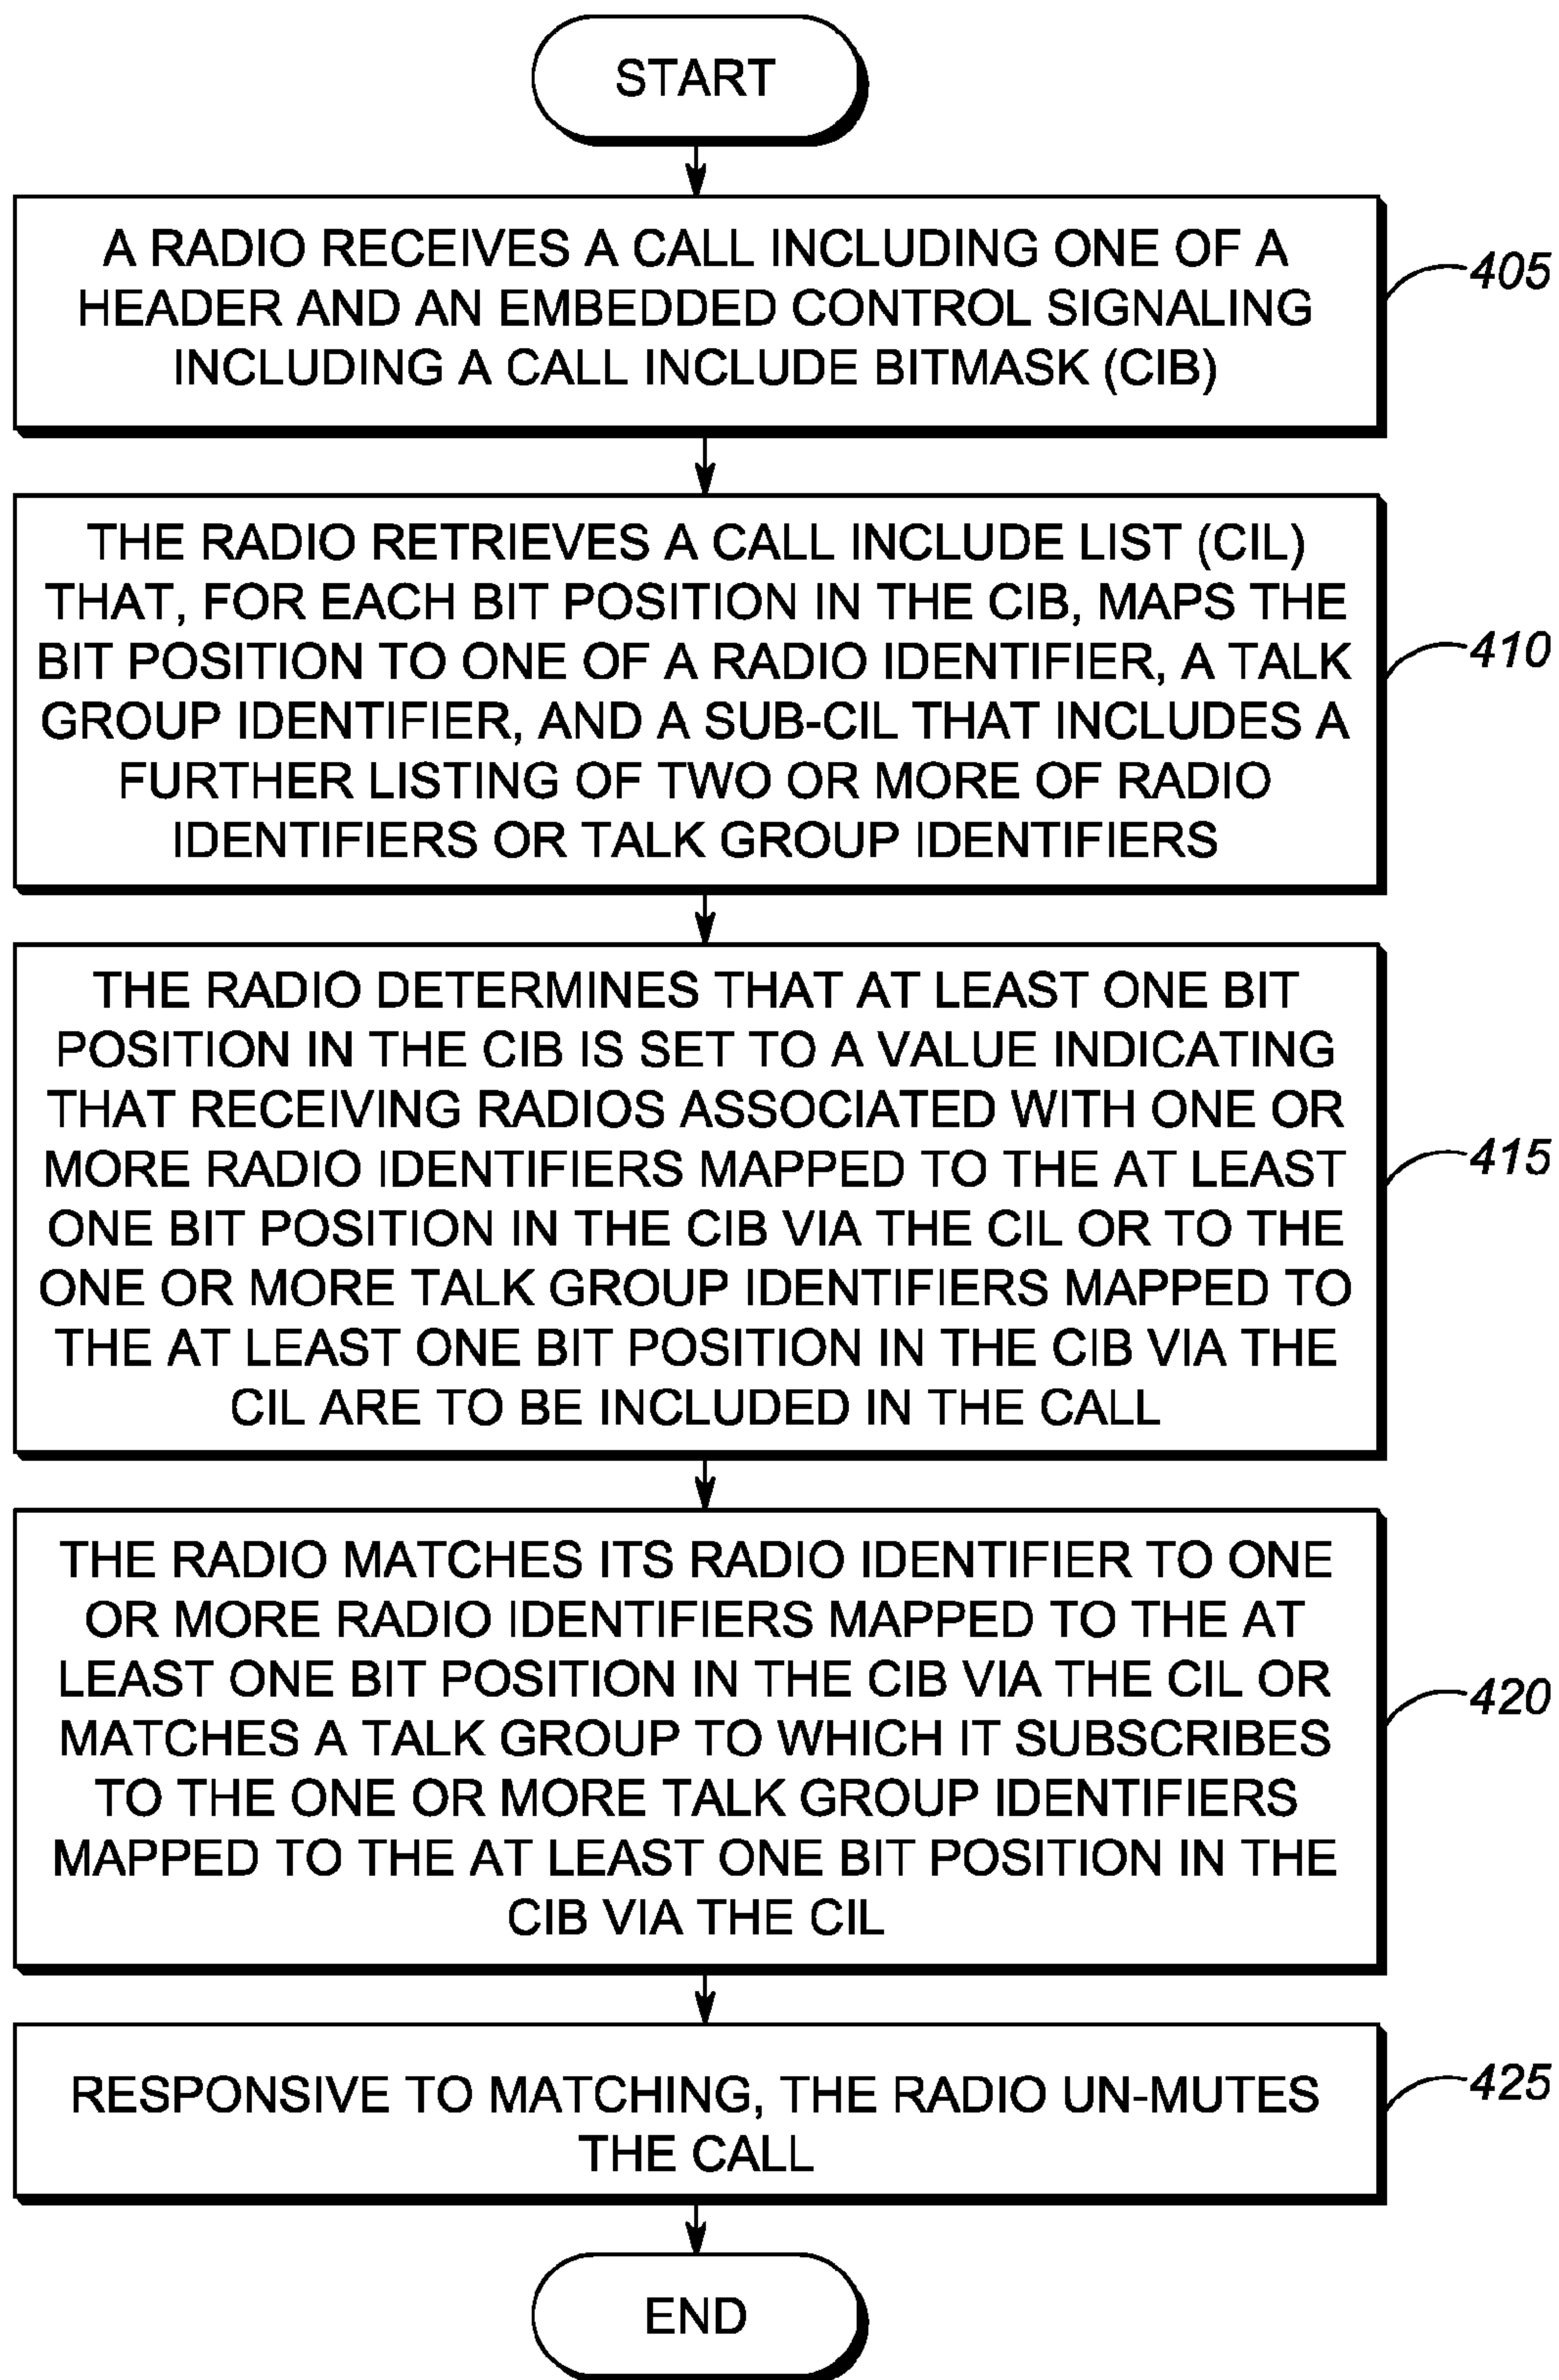 START
A RADIO RECEIVES A CALL INCLUDING ONE OF A
HEADER AND AN EMBEDDED CONTROL SIGNALING
INCLUDING A CALL INCLUDE BITMASK (CIB)
405
THE RADIO RETRIEVES A CALL INCLUDE LIST (CIL)
THAT, FOR EACH BIT POSITION IN THE CIB, MAPS THE
BIT POSITION TO ONE OF A RADIO IDENTIFIER, A TALK
GROUP IDENTIFIER, AND A SUB-CIL THAT INCLUDES A
FURTHER LISTING OF TWO OR MORE OF RADIO
IDENTIFIERS OR TALK GROUP IDENTIFIERS
410
THE RADIO DETERMINES THAT AT LEAST ONE BIT
POSITION IN THE CIB IS SET TO A VALUE INDICATING
THAT RECEIVING RADIOS ASSOCIATED WITH ONE OR
MORE RADIO IDENTIFIERS MAPPED TO THE AT LEAST
ONE BIT POSITION IN THE CIB VIA THE CIL OR TO THE
ONE OR MORE TALK GROUP IDENTIFIERS MAPPED TO
THE AT LEAST ONE BIT POSITION IN THE CIB VIA THE
CIL ARE TO BE INCLUDED IN THE CALL
415
THE RADIO MATCHES ITS RADIO IDENTIFIER TO ONE
OR MORE RADIO IDENTIFIERS MAPPED TO THE AT
LEAST ONE BIT POSITION IN THE CIB VIA THE CIL OR
MATCHES A TALK GROUP TO WHICH IT SUBSCRIBES
TO THE ONE OR MORE TALK GROUP IDENTIFIERS
MAPPED TO THE AT LEAST ONE BIT POSITION IN THE
CIB VIA THE CIL
420
RESPONSIVE TO MATCHING, THE RADIO UN-MUTES
THE CALL
425
END